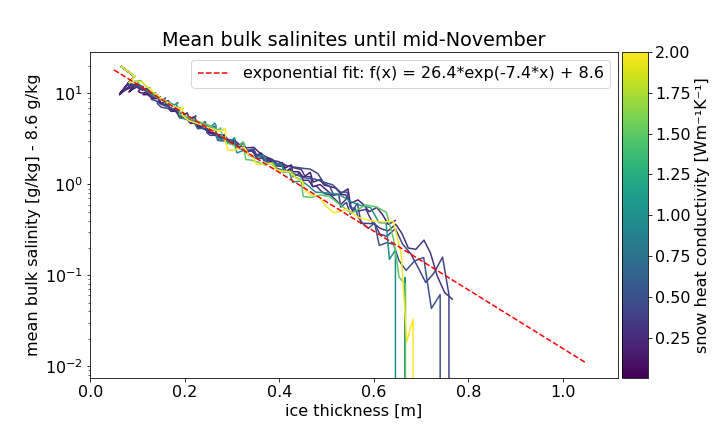 Mean bulk salinites until mid-November
exponential fit: f(x) = 26.4*exp(-7.4*x) + 8.6
mean bulk salinity [g/kg] - 8.6 g/kg
10¹
10⁰
10⁻¹
10⁻²
0.0 0.2 0.4 0.6 0.8 1.0
ice thickness [m]
2.00
1.75
1.50
1.25
1.00
0.75
0.50
0.25
snow heat conductivity [Wm⁻¹K⁻¹]